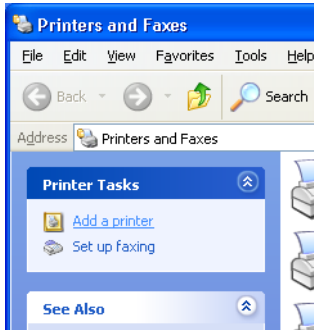 Printers and Faxes
File Edit View Favorites Tools Help
Back Search
Address Printers and Faxes
Printer Tasks
Add a printer
Set up faxing
See Also